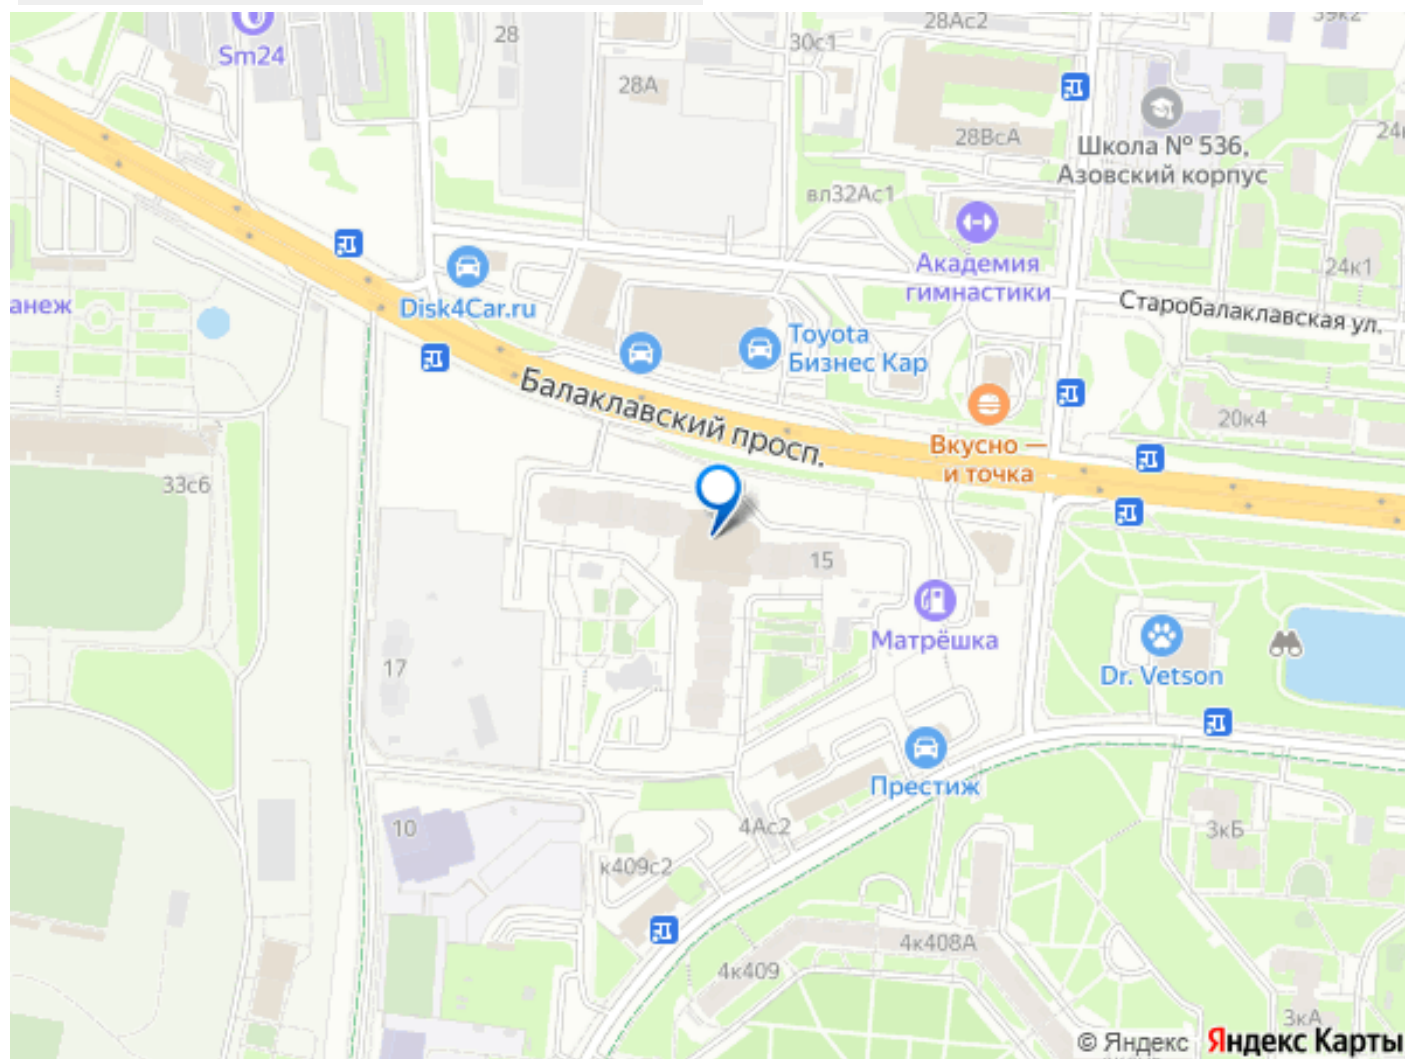 28
28Ас2
39к2
30с1
Sm24
28А
28ВсА
Школа № 536,
Азовский корпус
вл32Ас1
Академия
гимнастики
24к1
Старобалаклавская ул.
Disk4Car.ru
анеж
Toyota
Бизнес Кар
Балаклавский просп.
20к4
Вкусно —
и точка
33с6
15
Матрёшка
17
Dr. Vetson
Престиж
10
4Ас2
3кБ
к409с2
4к408А
4к409
3кА
© Яндекс Яндекс Карты